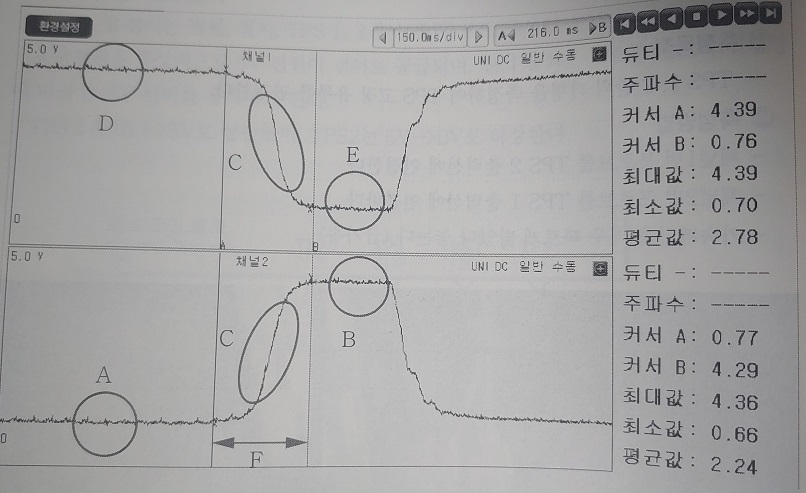 환경설정
150.0ms/div A 216.0 ms B
5.0 V 채널1 UNI DC 일반 수동
D
C
E
0
A B
5.0 V 채널2 UNI DC 일반 수동
C
B
A
0
F
듀티 -: -----
주파수: -----
커서 A: 4.39
커서 B: 0.76
최대값: 4.39
최소값: 0.70
평균값: 2.78
듀티 -: -----
주파수: -----
커서 A: 0.77
커서 B: 4.29
최대값: 4.36
최소값: 0.66
평균값: 2.24